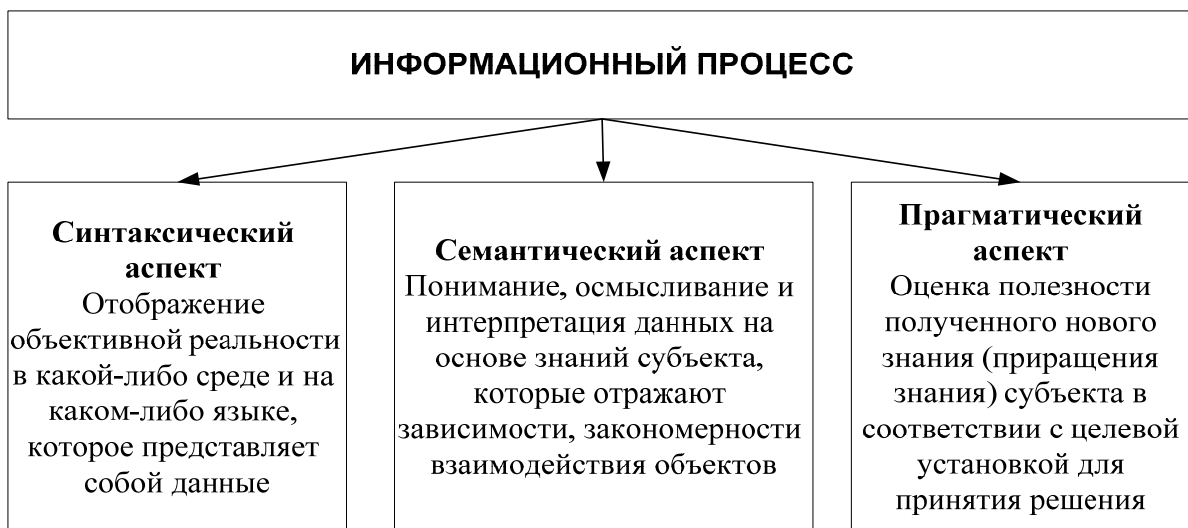 ИНФОРМАЦИОННЫЙ ПРОЦЕСС
Синтаксический
аспект
Отображение
объективной реальности
в какой-либо среде и на
каком-либо языке,
которое представляет
собой данные
Семантический аспект
Понимание, осмысливание и
интерпретация данных на
основе знаний субъекта,
которые отражают
зависимости, закономерности
взаимодействия объектов
Прагматический
аспект
Оценка полезности
полученного нового
знания (приращения
знания) субъекта в
соответствии с целевой
установкой для
принятия решения